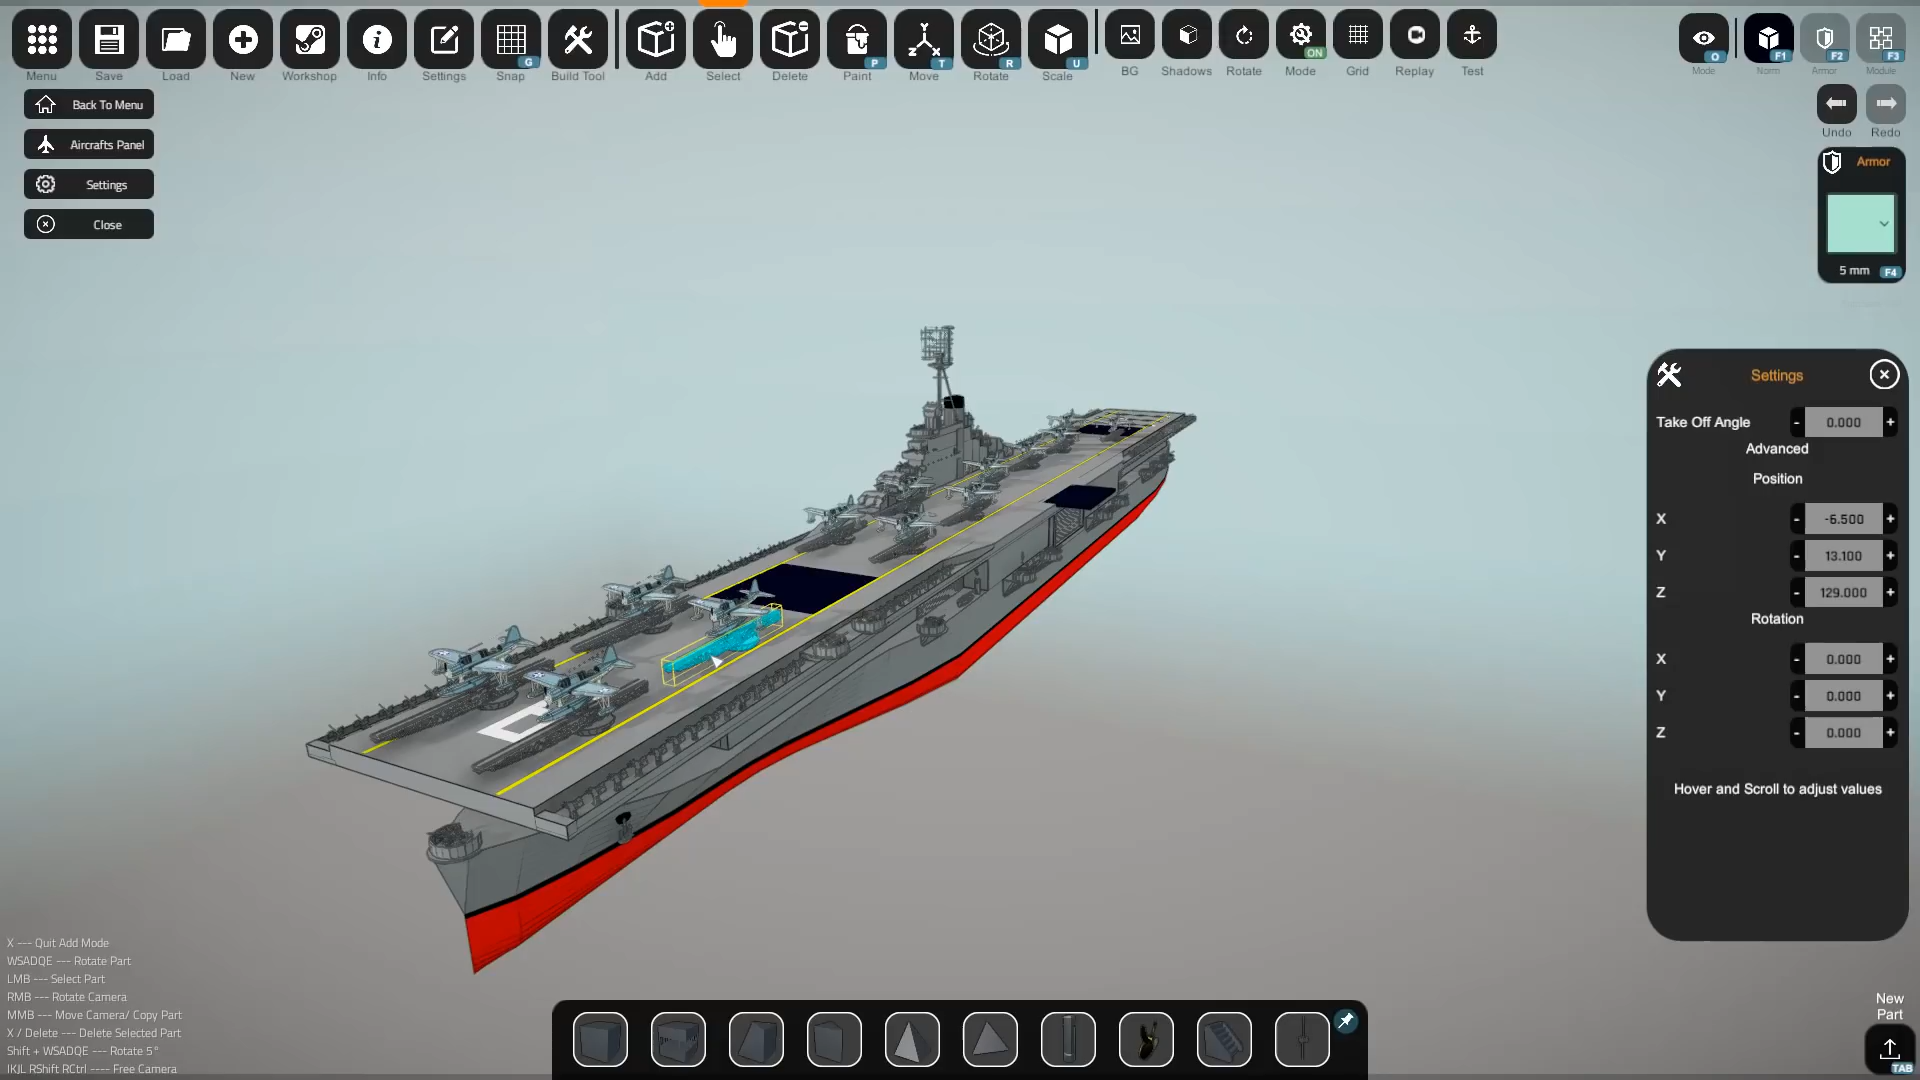 Menu Save Load New Workshop Info Settings Snap Build Tool Add Select Delete Paint Move Rotate Scale BG Shadows Rotate Mode Grid Replay Test Mode Norm Armor Module
G P T R U ON O F1 F2 F3
Back To Menu
Aircrafts Panel
Settings
Close
Undo Redo
Armor
5 mm F4
Settings
Take Off Angle - 0.000 +
Advanced
Position
X - -6.500 +
Y - 13.100 +
Z - 129.000 +
Rotation
X - 0.000 +
Y - 0.000 +
Z - 0.000 +
Hover and Scroll to adjust values
X --- Quit Add Mode
WSADQE --- Rotate Part
LMB --- Select Part
RMB --- Rotate Camera
MMB --- Move Camera/ Copy Part
X / Delete --- Delete Selected Part
Shift + WSADQE --- Rotate 5°
IKJL RShift RCtrl ---- Free Camera
New
Part
TAB